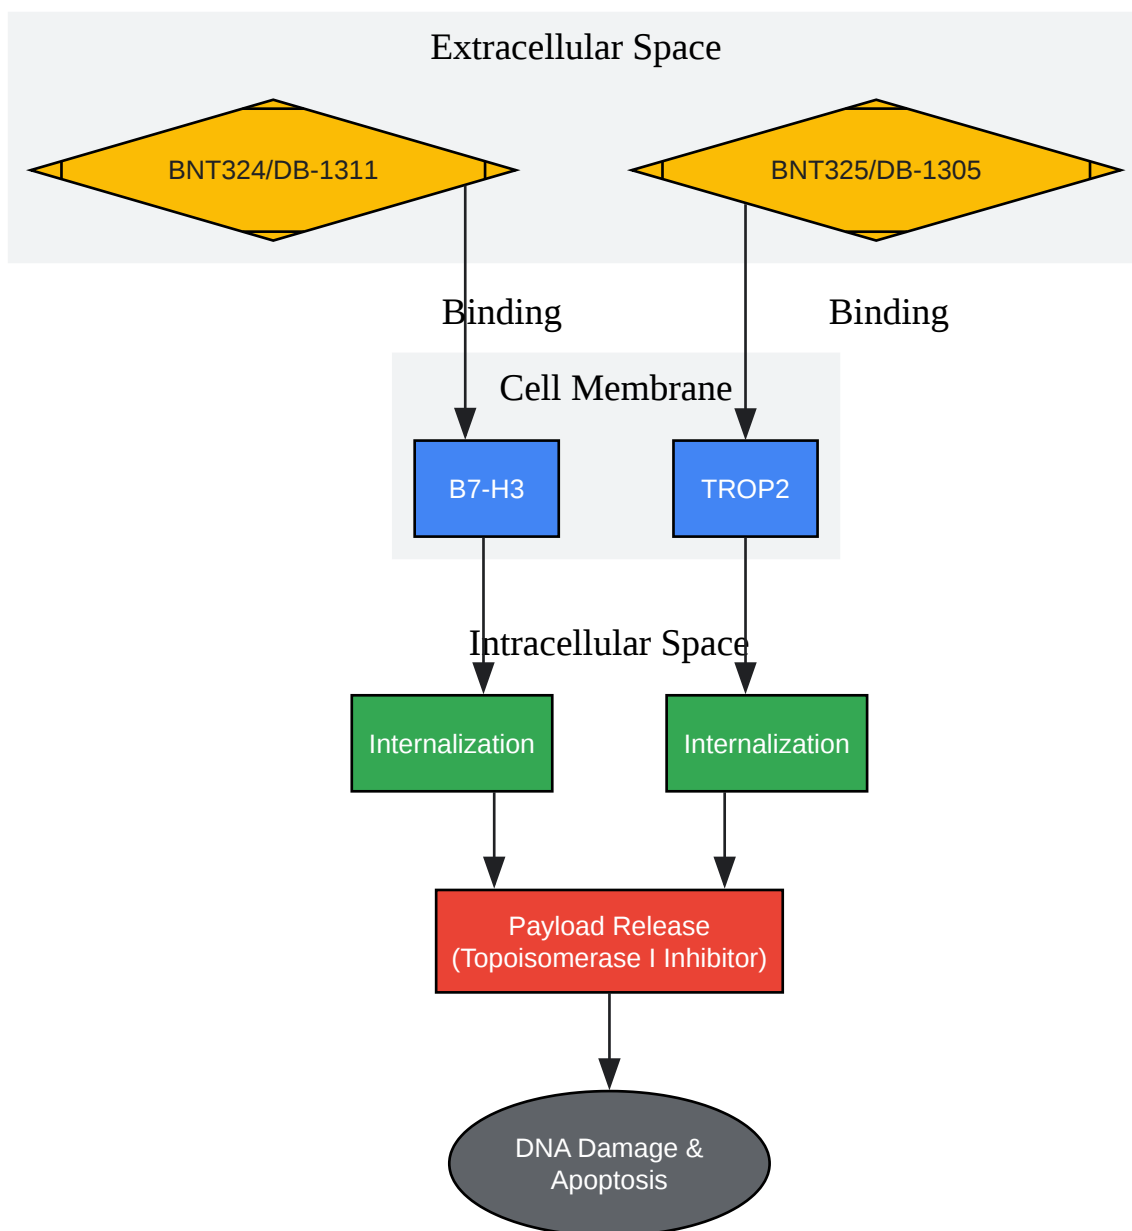 Extracellular Space
BNT324/DB-1311
BNT325/DB-1305
Binding
Binding
Cell Membrane
B7-H3
TROP2
Intracellular Space
Internalization
Internalization
Payload Release
(Topoisomerase I Inhibitor)
DNA Damage &
Apoptosis